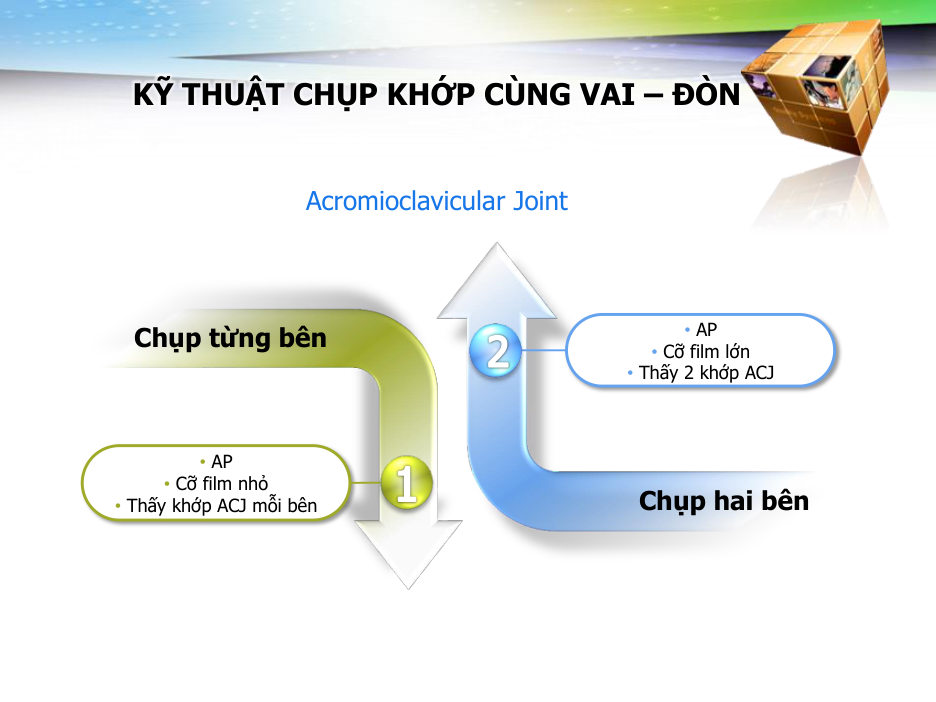 KỸ THUẬT CHỤP KHỚP CÙNG VAI – ĐÒN
Acromioclavicular Joint
Chụp từng bên
1
• AP
• Cỡ film nhỏ
• Thấy khớp ACJ mỗi bên
2
• AP
• Cỡ film lớn
• Thấy 2 khớp ACJ
Chụp hai bên